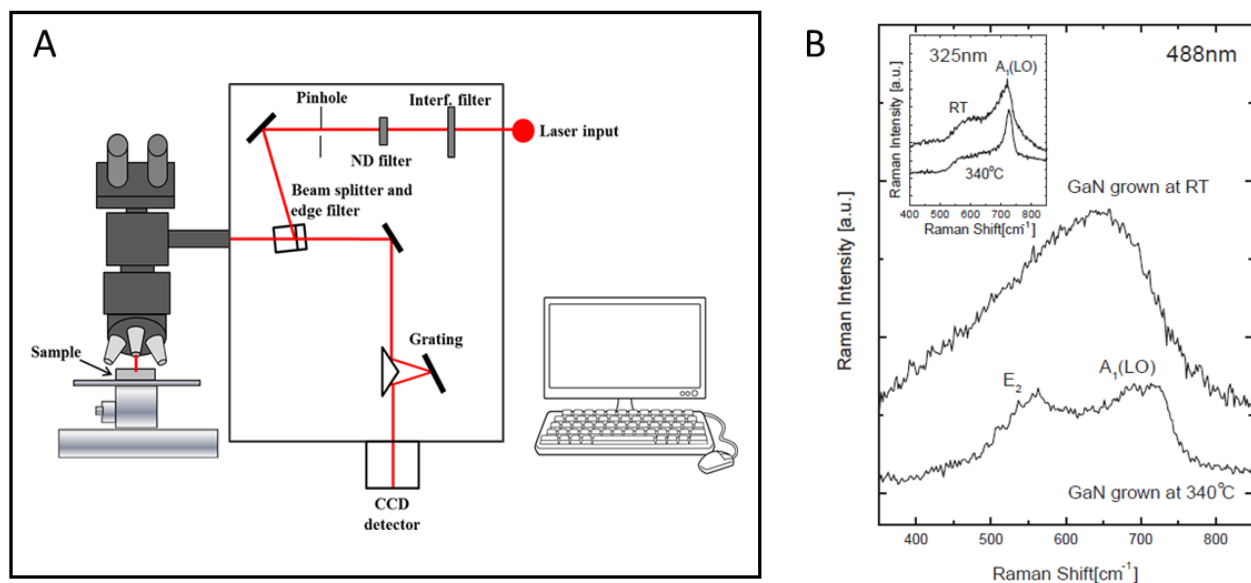 A
Pinhole
Interf. filter
Laser input
ND filter
Beam splitter and
edge filter
Sample
Grating
CCD
detector
B
488nm
325nm
A₁(LO)
RT
340°C
Raman Intensity [a.u.]
400 500 600 700 800
Raman Shift[cm⁻¹]
GaN grown at RT
E₂
A₁(LO)
GaN grown at 340°C
Raman Intensity [a.u.]
400 500 600 700 800
Raman Shift[cm⁻¹]